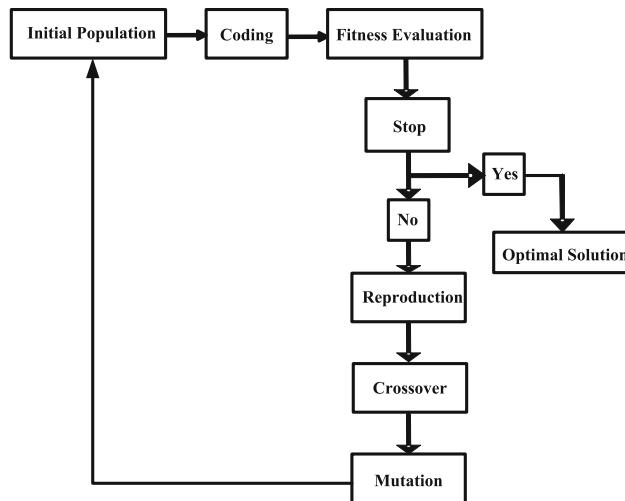 Initial Population
Coding
Fitness Evaluation
Stop
Yes
No
Optimal Solution
Reproduction
Crossover
Mutation